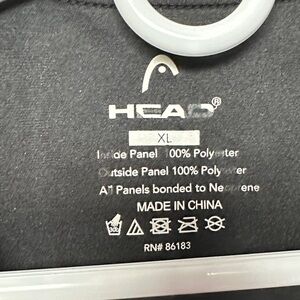 HEAD®
XL
Inside Panel 100% Polyester
Outside Panel 100% Polyester
All Panels bonded to Neoprene
MADE IN CHINA
RN# 86183